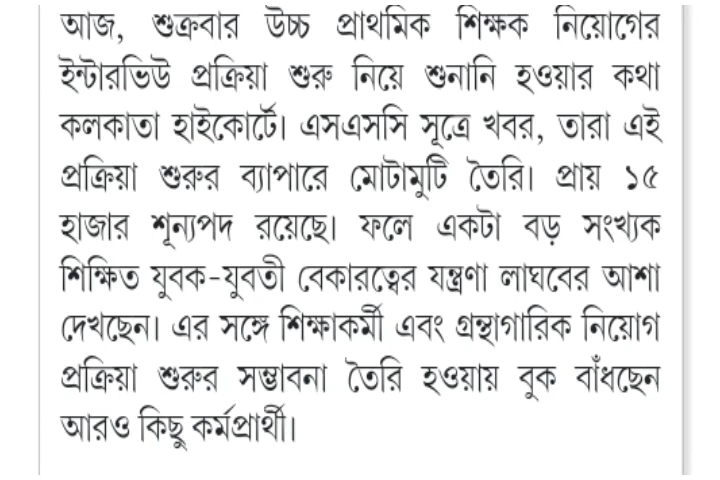 আজ, শুক্রবার উচ্চ প্রাথমিক শিক্ষক নিয়োগের
ইন্টারভিউ প্রক্রিয়া শুরু নিয়ে শুনানি হওয়ার কথা
কলকাতা হাইকোর্টে। এসএসসি সূত্রে খবর, তারা এই
প্রক্রিয়া শুরুর ব্যাপারে মোটামুটি তৈরি। প্রায় ১৫
হাজার শূন্যপদ রয়েছে। ফলে একটা বড় সংখ্যক
শিক্ষিত যুবক-যুবতী বেকারত্বের যন্ত্রণা লাঘবের আশা
দেখছেন। এর সঙ্গে শিক্ষাকর্মী এবং গ্রন্থাগারিক নিয়োগ
প্রক্রিয়া শুরুর সম্ভাবনা তৈরি হওয়ায় বুক বাঁধছেন
আরও কিছু কর্মপ্রার্থী।